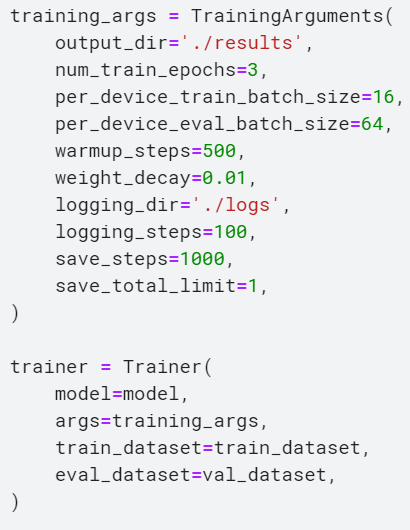 training_args = TrainingArguments(
    output_dir='./results',
    num_train_epochs=3,
    per_device_train_batch_size=16,
    per_device_eval_batch_size=64,
    warmup_steps=500,
    weight_decay=0.01,
    logging_dir='./logs',
    logging_steps=100,
    save_steps=1000,
    save_total_limit=1,
)

trainer = Trainer(
    model=model,
    args=training_args,
    train_dataset=train_dataset,
    eval_dataset=val_dataset,
)